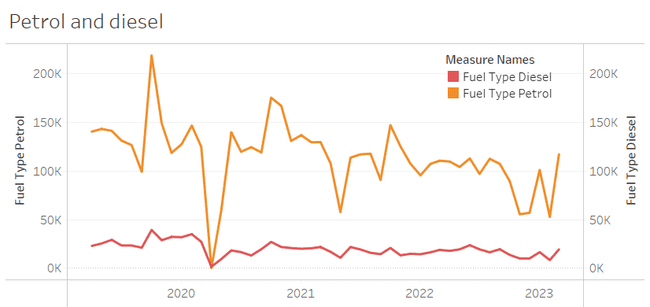 Petrol and diesel
Measure Names
Fuel Type Diesel
Fuel Type Petrol
200K
150K
100K
50K
0K
Fuel Type Petrol
200K
150K
100K
50K
0K
Fuel Type Diesel
2020
2021
2022
2023